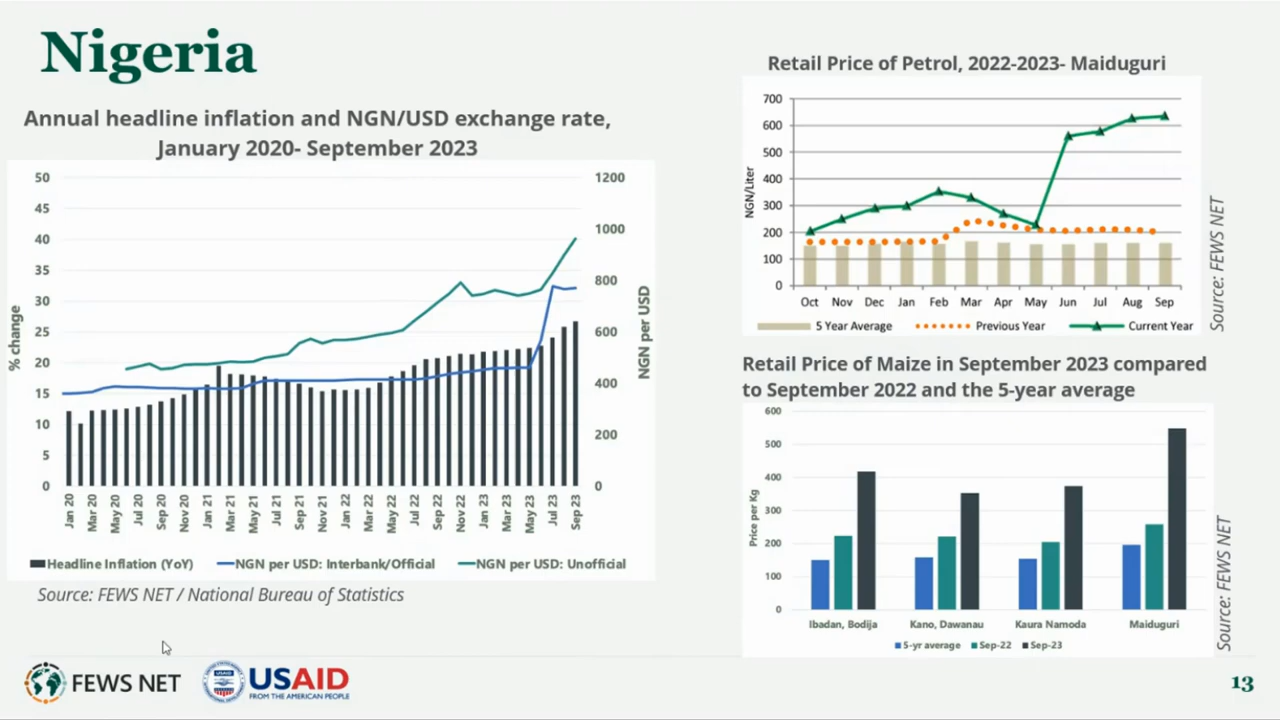 Nigeria
Annual headline inflation and NGN/USD exchange rate,
January 2020- September 2023
50
45
40
35
30
25
20
15
10
5
0
% change
1200
1000
800
600
400
200
0
NGN per USD
Jan 20
Mar 20
May 20
Jul 20
Sep 20
Nov 20
Jan 21
Mar 21
May 21
Jul 21
Sep 21
Nov 21
Jan 22
Mar 22
May 22
Jul 22
Sep 22
Nov 22
Jan 23
Mar 23
May 23
Jul 23
Sep 23
Headline Inflation (YoY) NGN per USD: Interbank/Official NGN per USD: Unofficial
Source: FEWS NET / National Bureau of Statistics
Retail Price of Petrol, 2022-2023- Maiduguri
700
600
500
400
300
200
100
0
NGN/Liter
Oct Nov Dec Jan Feb Mar Apr May Jun Jul Aug Sep
5 Year Average Previous Year Current Year
Source: FEWS NET
Retail Price of Maize in September 2023 compared
to September 2022 and the 5-year average
600
500
400
300
200
100
0
Price per Kg
Ibadan, Bodija Kano, Dawanau Kaura Namoda Maiduguri
5-yr average Sep-22 Sep-23
Source: FEWS NET
FEWS NET
USAID
USAID
FROM THE AMERICAN PEOPLE
13